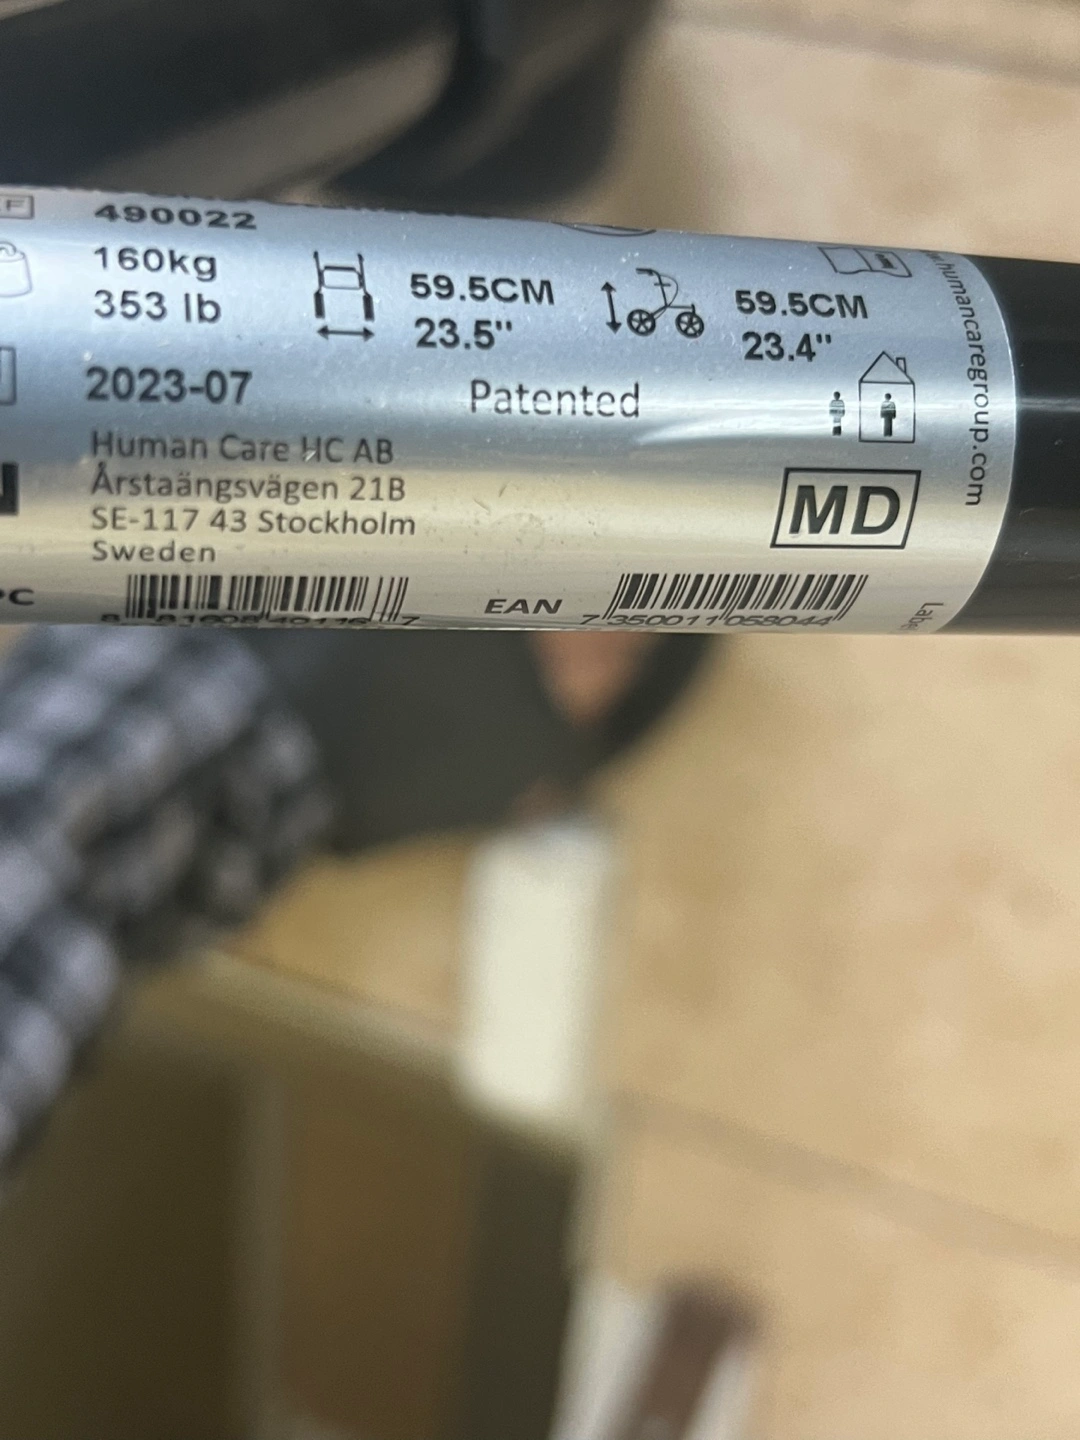 490022
160kg
353 lb
59.5CM
23.5"
59.5CM
23.4"
2023-07
Patented
Human Care HC AB
Årstaängsvägen 21B
SE-117 43 Stockholm
Sweden
MD
EAN
7 350011 058044
humancaregroup.com